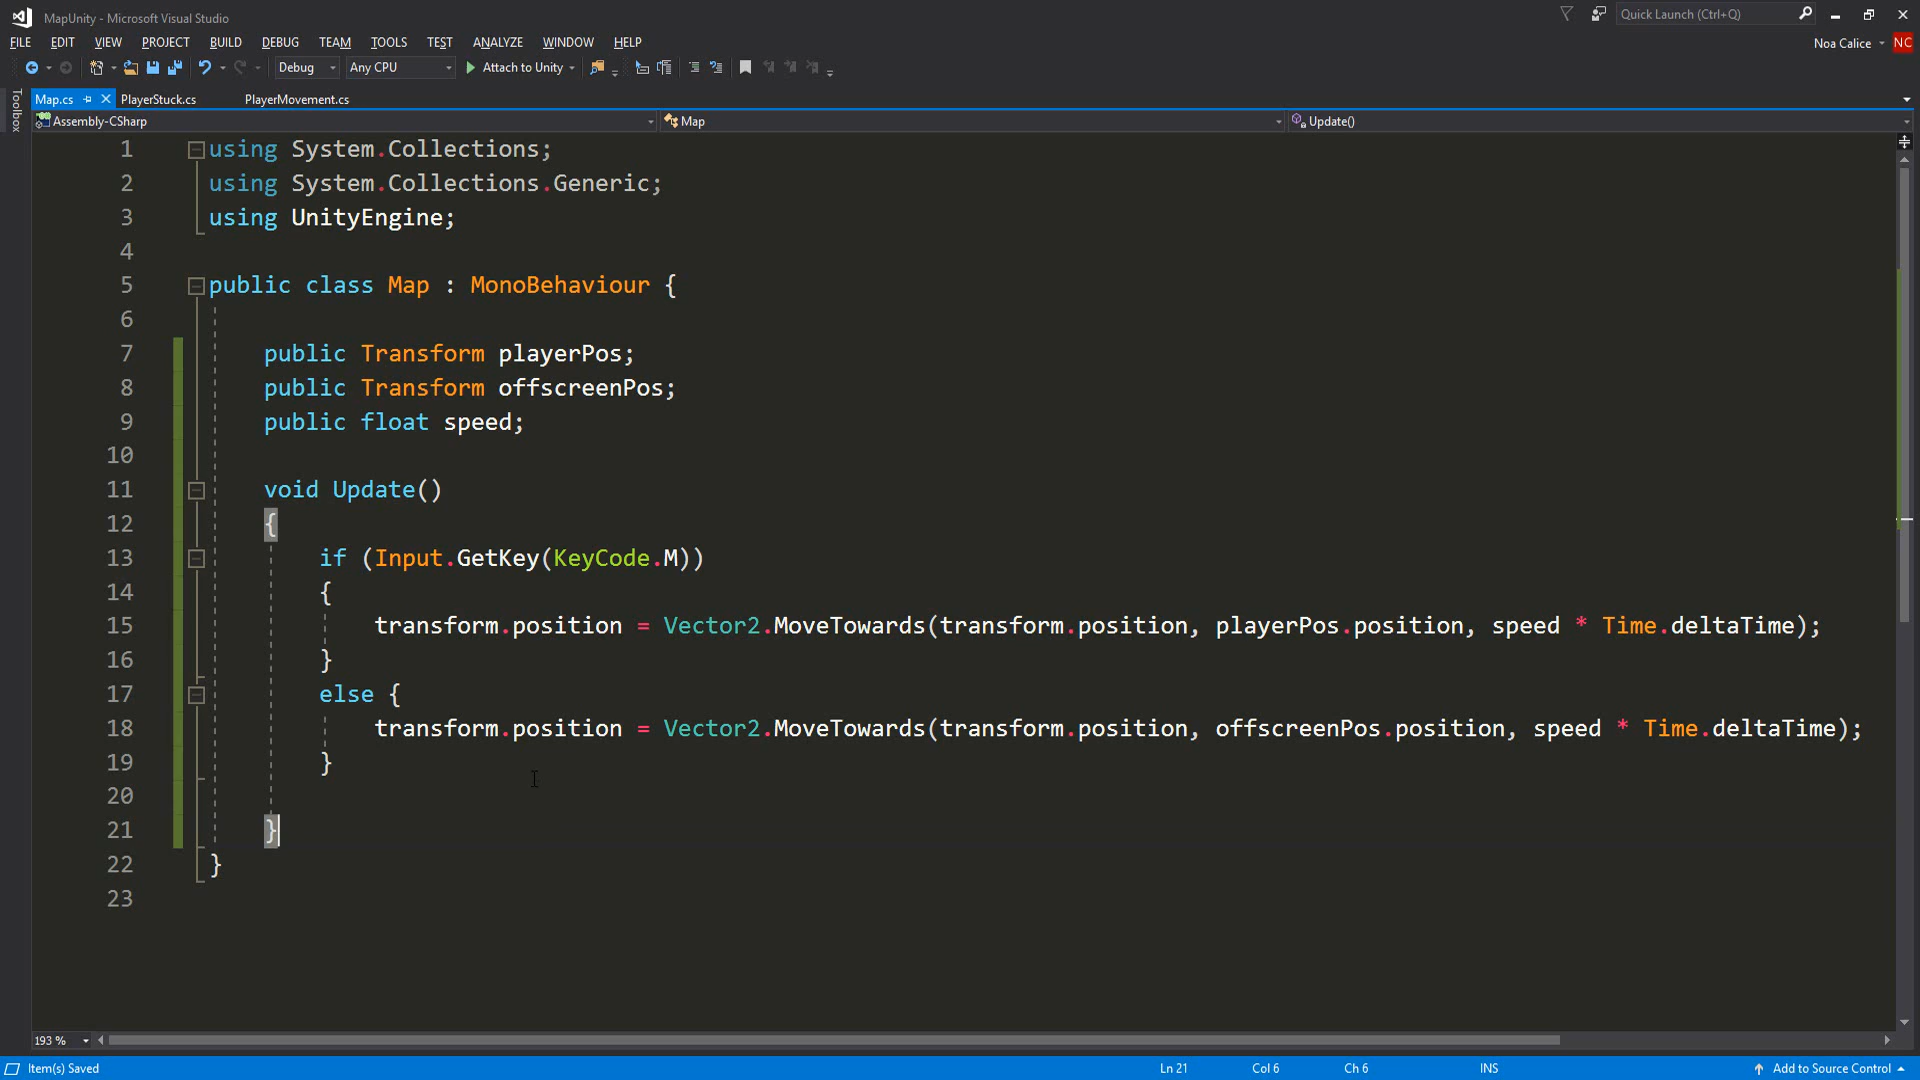 MapUnity - Microsoft Visual Studio
Quick Launch (Ctrl+Q)
FILE EDIT VIEW PROJECT BUILD DEBUG TEAM TOOLS TEST ANALYZE WINDOW HELP
Noa Calice NC
Debug Any CPU Attach to Unity
Toolbox
Map.cs PlayerStuck.cs PlayerMovement.cs
Assembly-CSharp Map Update()
1 using System.Collections;
2 using System.Collections.Generic;
3 using UnityEngine;
4
5 public class Map : MonoBehaviour {
6
7 public Transform playerPos;
8 public Transform offscreenPos;
9 public float speed;
10
11 void Update()
12 {
13 if (Input.GetKey(KeyCode.M))
14 {
15 transform.position = Vector2.MoveTowards(transform.position, playerPos.position, speed * Time.deltaTime);
16 }
17 else {
18 transform.position = Vector2.MoveTowards(transform.position, offscreenPos.position, speed * Time.deltaTime);
19 }
20
21 }
22 }
23
193 %
Item(s) Saved Ln 21 Col 6 Ch 6 INS Add to Source Control